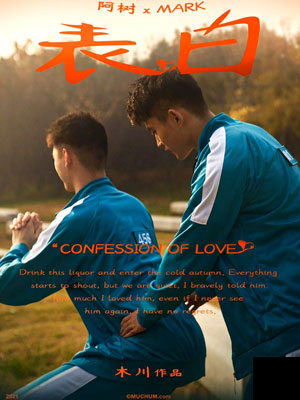 阿树 x MARK
表白
456
“CONFESSION OF LOVE
Drink this liquor and enter the cold autumn. Everything
starts to shout, but we are quiet. I bravely told him
how much I loved him, even if I never see
him again. I have no regrets.
木川 作品
2021
©MUCHUM.COM